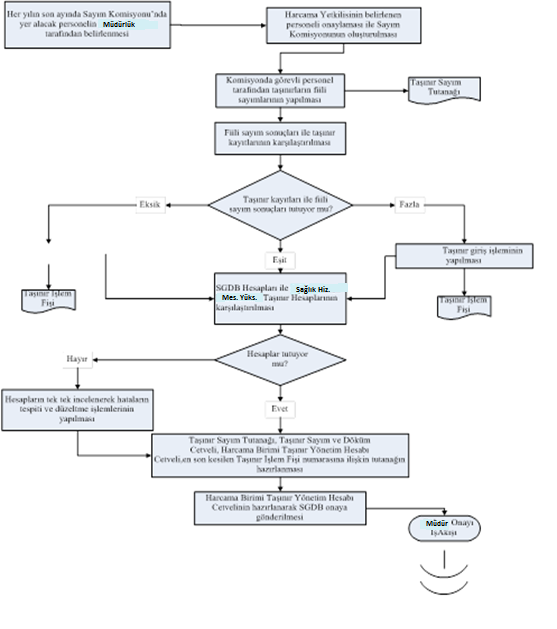 Her yılın son ayında Sayım Komisyonu'nda
yer alacak personelin Müdürlük
tarafından belirlenmesi
Harcama Yetkilisinin belirlenen
personeli onaylaması ile Sayım
Komisyonunun oluşturulması
Komisyonda görevli personel
tarafından taşınırların fiili
sayımlarının yapılması
Taşınır Sayım
Tutanağı
Fiili sayım sonuçları ile taşınır
kayıtlarının karşılaştırılması
Taşınır kayıtları ile fiili
sayım sonuçları tutuyor mu?
Eksik
Fazla
Eşit
Taşınır giriş işleminin
yapılması
Taşınır İşlem
Fişi
Taşınır İşlem
Fişi
SGDB Hesapları ile Sağlık Hiz.
Mes. Yüks. Taşınır Hesaplarının
karşılaştırılması
Hesaplar tutuyor
mu?
Hayır
Evet
Hesapların tek tek incelenerek hataların
tespiti ve düzeltme işlemlerinin
yapılması
Taşınır Sayım Tutanağı, Taşınır Sayım ve Döküm
Cetveli, Harcama Birimi Taşınır Yönetim Hesabı
Cetveli,en son kesilen Taşınır İşlem Fişi numarasına ilişkin tutanağın
hazırlanması
Harcama Birimi Taşınır Yönetim Hesabı
Cetvelinin hazırlanarak SGDB onaya
gönderilmesi
Müdür Onayı
İşAkışı